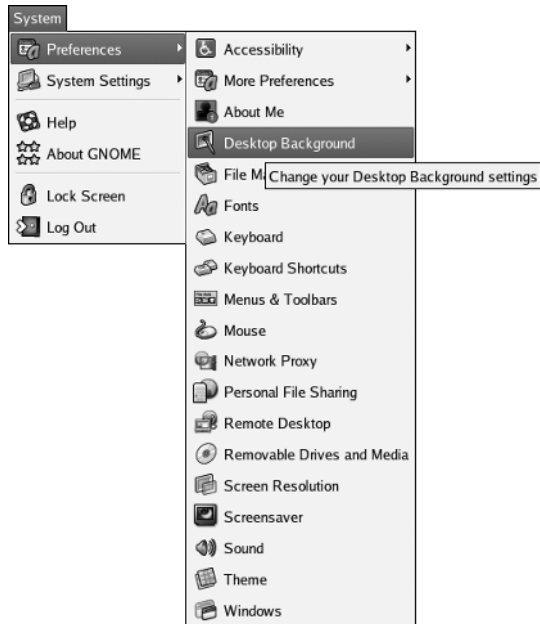 System
Preferences
System Settings
Help
About GNOME
Lock Screen
Log Out
Accessibility
More Preferences
About Me
Desktop Background
File Ma
Change your Desktop Background settings
Fonts
Keyboard
Keyboard Shortcuts
Menus & Toolbars
Mouse
Network Proxy
Personal File Sharing
Remote Desktop
Removable Drives and Media
Screen Resolution
Screensaver
Sound
Theme
Windows